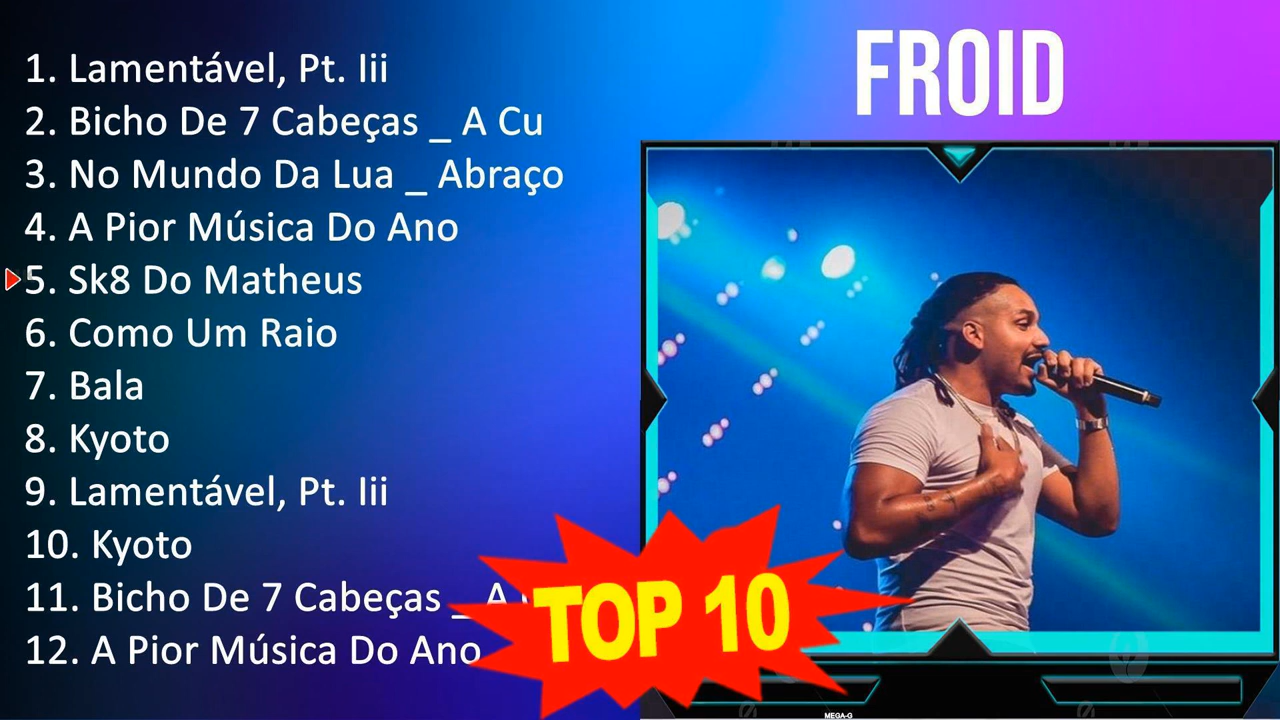 1. Lamentável, Pt. Iii
2. Bicho De 7 Cabeças _ A Cu
3. No Mundo Da Lua _ Abraço
4. A Pior Música Do Ano
5. Sk8 Do Matheus
6. Como Um Raio
7. Bala
8. Kyoto
9. Lamentável, Pt. Iii
10. Kyoto
11. Bicho De 7 Cabeças _ A
12. A Pior Música Do Ano
FROID
TOP 10
MEGA-G